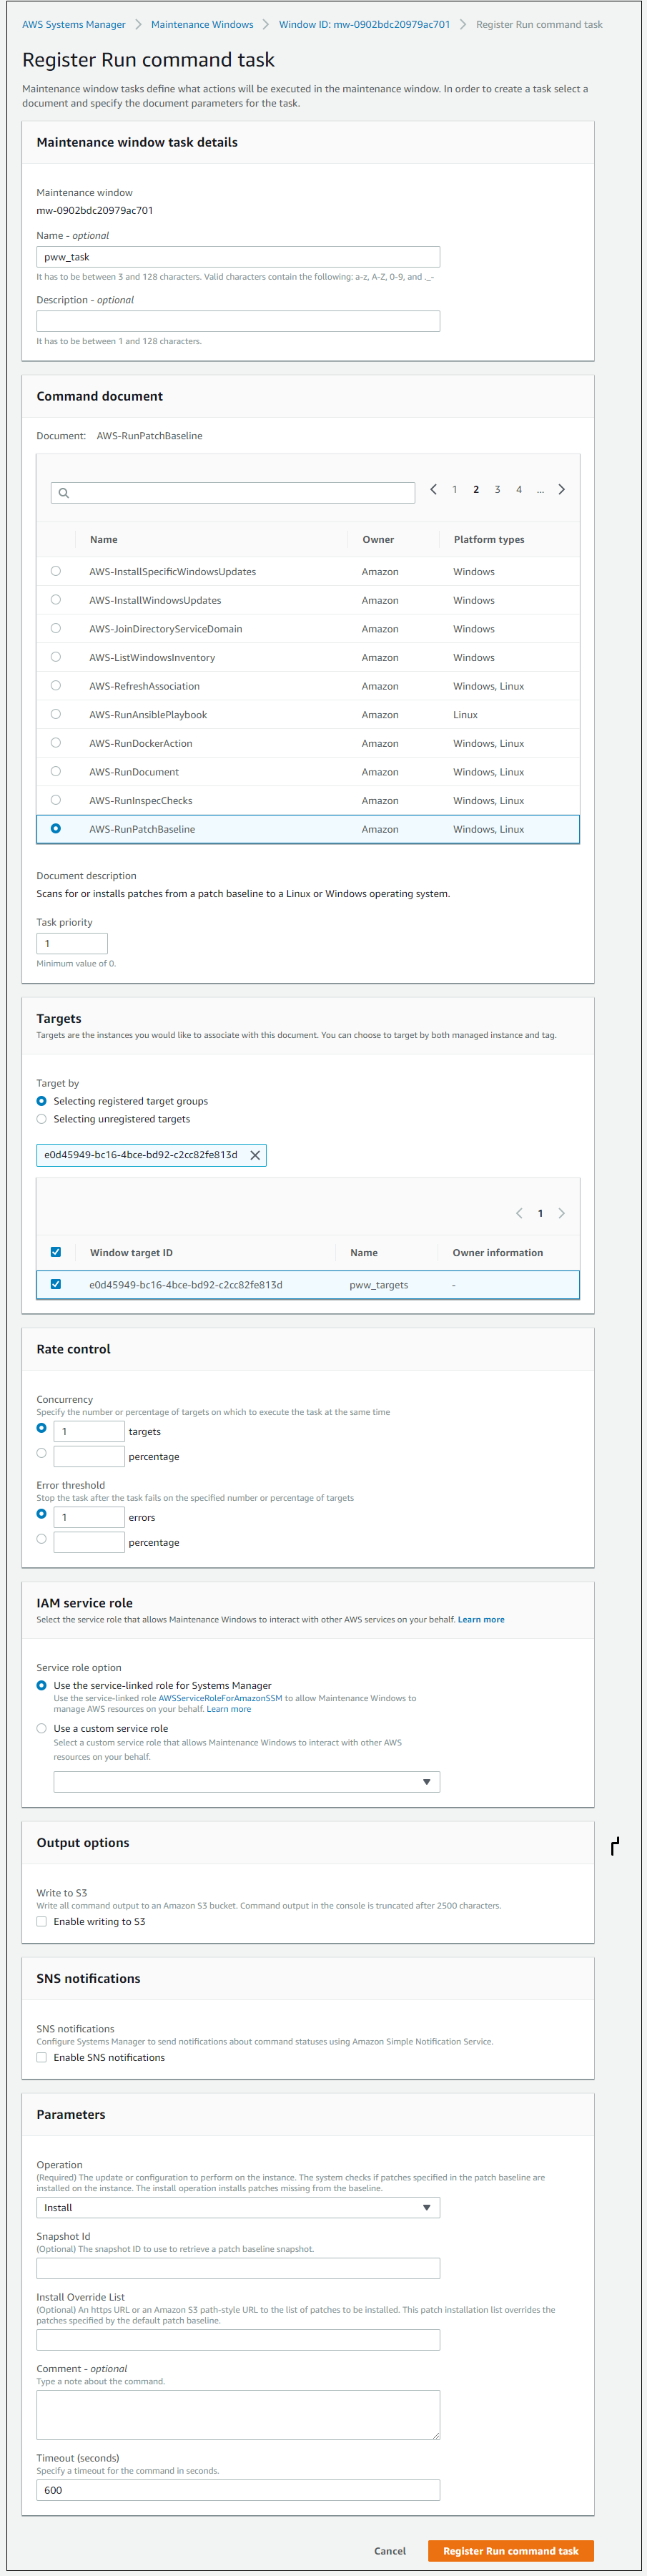 AWS Systems Manager > Maintenance Windows > Window ID: mw-0902bdc20979ac701 > Register Run command task
Register Run command task
Maintenance window tasks define what actions will be executed in the maintenance window. In order to create a task select a
document and specify the document parameters for the task.
Maintenance window task details
Maintenance window
mw-0902bdc20979ac701
Name - optional
pww_task
It has to be between 3 and 128 characters. Valid characters contain the following: a-z, A-Z, 0-9, and ._-
Description - optional
It has to be between 1 and 128 characters.
Command document
Document: AWS-RunPatchBaseline
1 2 3 4 ...
Name Owner Platform types
AWS-InstallSpecificWindowsUpdates Amazon Windows
AWS-InstallWindowsUpdates Amazon Windows
AWS-JoinDirectoryServiceDomain Amazon Windows
AWS-ListWindowsInventory Amazon Windows
AWS-RefreshAssociation Amazon Windows, Linux
AWS-RunAnsiblePlaybook Amazon Linux
AWS-RunDockerAction Amazon Windows, Linux
AWS-RunDocument Amazon Windows, Linux
AWS-RunInspecChecks Amazon Windows, Linux
AWS-RunPatchBaseline Amazon Windows, Linux
Document description
Scans for or installs patches from a patch baseline to a Linux or Windows operating system.
Task priority
1
Minimum value of 0.
Targets
Targets are the instances you would like to associate with this document. You can choose to target by both managed instance and tag.
Target by
Selecting registered target groups
Selecting unregistered targets
e0d45949-bc16-4bce-bd92-c2cc82fe813d
1
Window target ID Name Owner information
e0d45949-bc16-4bce-bd92-c2cc82fe813d pww_targets -
Rate control
Concurrency
Specify the number or percentage of targets on which to execute the task at the same time
1 targets
percentage
Error threshold
Stop the task after the task fails on the specified number or percentage of targets
1 errors
percentage
IAM service role
Select the service role that allows Maintenance Windows to interact with other AWS services on your behalf. Learn more
Service role option
Use the service-linked role for Systems Manager
Use the service-linked role AWSServiceRoleForAmazonSSM to allow Maintenance Windows to
manage AWS resources on your behalf. Learn more
Use a custom service role
Select a custom service role that allows Maintenance Windows to interact with other AWS
resources on your behalf.
Output options
Write to S3
Write all command output to an Amazon S3 bucket. Command output in the console is truncated after 2500 characters.
Enable writing to S3
SNS notifications
SNS notifications
Configure Systems Manager to send notifications about command statuses using Amazon Simple Notification Service.
Enable SNS notifications
Parameters
Operation
(Required) The update or configuration to perform on the instance. The system checks if patches specified in the patch baseline are
installed on the instance. The install operation installs patches missing from the baseline.
Install
Snapshot Id
(Optional) The snapshot ID to use to retrieve a patch baseline snapshot.
Install Override List
(Optional) An https URL or an Amazon S3 path-style URL to the list of patches to be installed. This patch installation list overrides the
patches specified by the default patch baseline.
Comment - optional
Type a note about the command.
Timeout (seconds)
Specify a timeout for the command in seconds.
600
Cancel Register Run command task